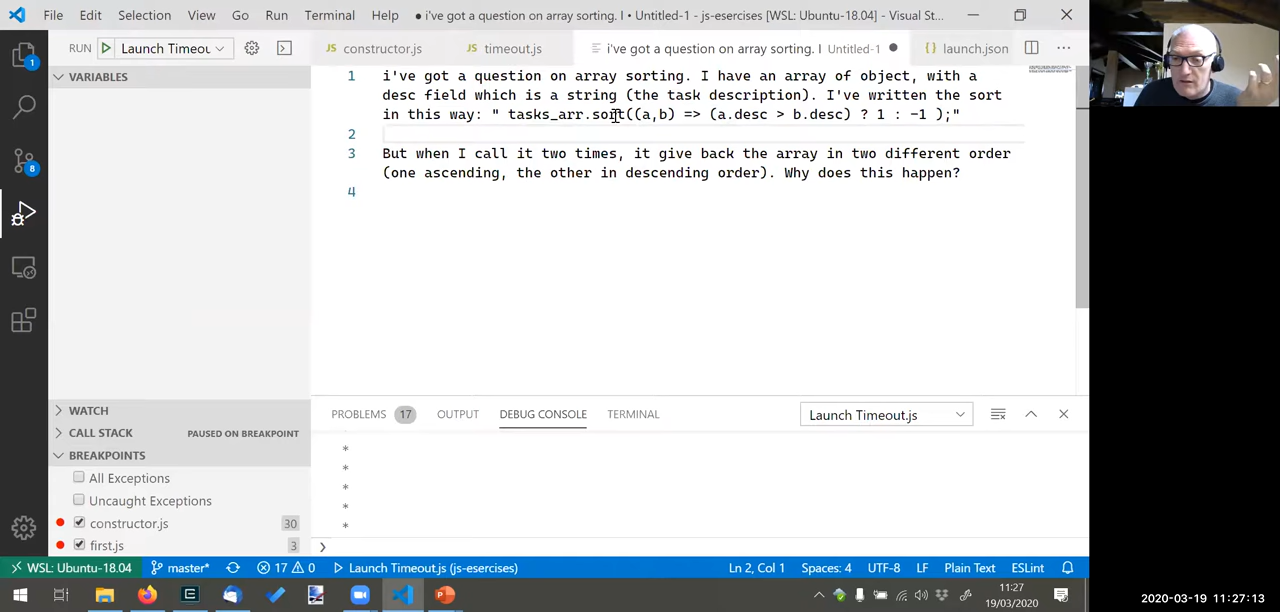 File Edit Selection View Go Run Terminal Help ● i've got a question on array sorting. I • Untitled-1 - js-esercises [WSL: Ubuntu-18.04] - Visual St...
RUN Launch Timeou constructor.js timeout.js i've got a question on array sorting. I Untitled-1 launch.json
VARIABLES
1 i've got a question on array sorting. I have an array of object, with a
desc field which is a string (the task description). I've written the sort
in this way: " tasks_arr.sort((a,b) => (a.desc > b.desc) ? 1 : -1 );"
2
3 But when I call it two times, it give back the array in two different order
(one ascending, the other in descending order). Why does this happen?
4
WATCH
CALL STACK PAUSED ON BREAKPOINT
BREAKPOINTS
All Exceptions
Uncaught Exceptions
constructor.js 30
first.js 3
PROBLEMS 17 OUTPUT DEBUG CONSOLE TERMINAL Launch Timeout.js
*
*
*
*
*
WSL: Ubuntu-18.04 master* 17 0 Launch Timeout.js (js-esercises) Ln 2, Col 1 Spaces: 4 UTF-8 LF Plain Text ESLint
1
8
11:27
19/03/2020
2020-03-19 11:27:13